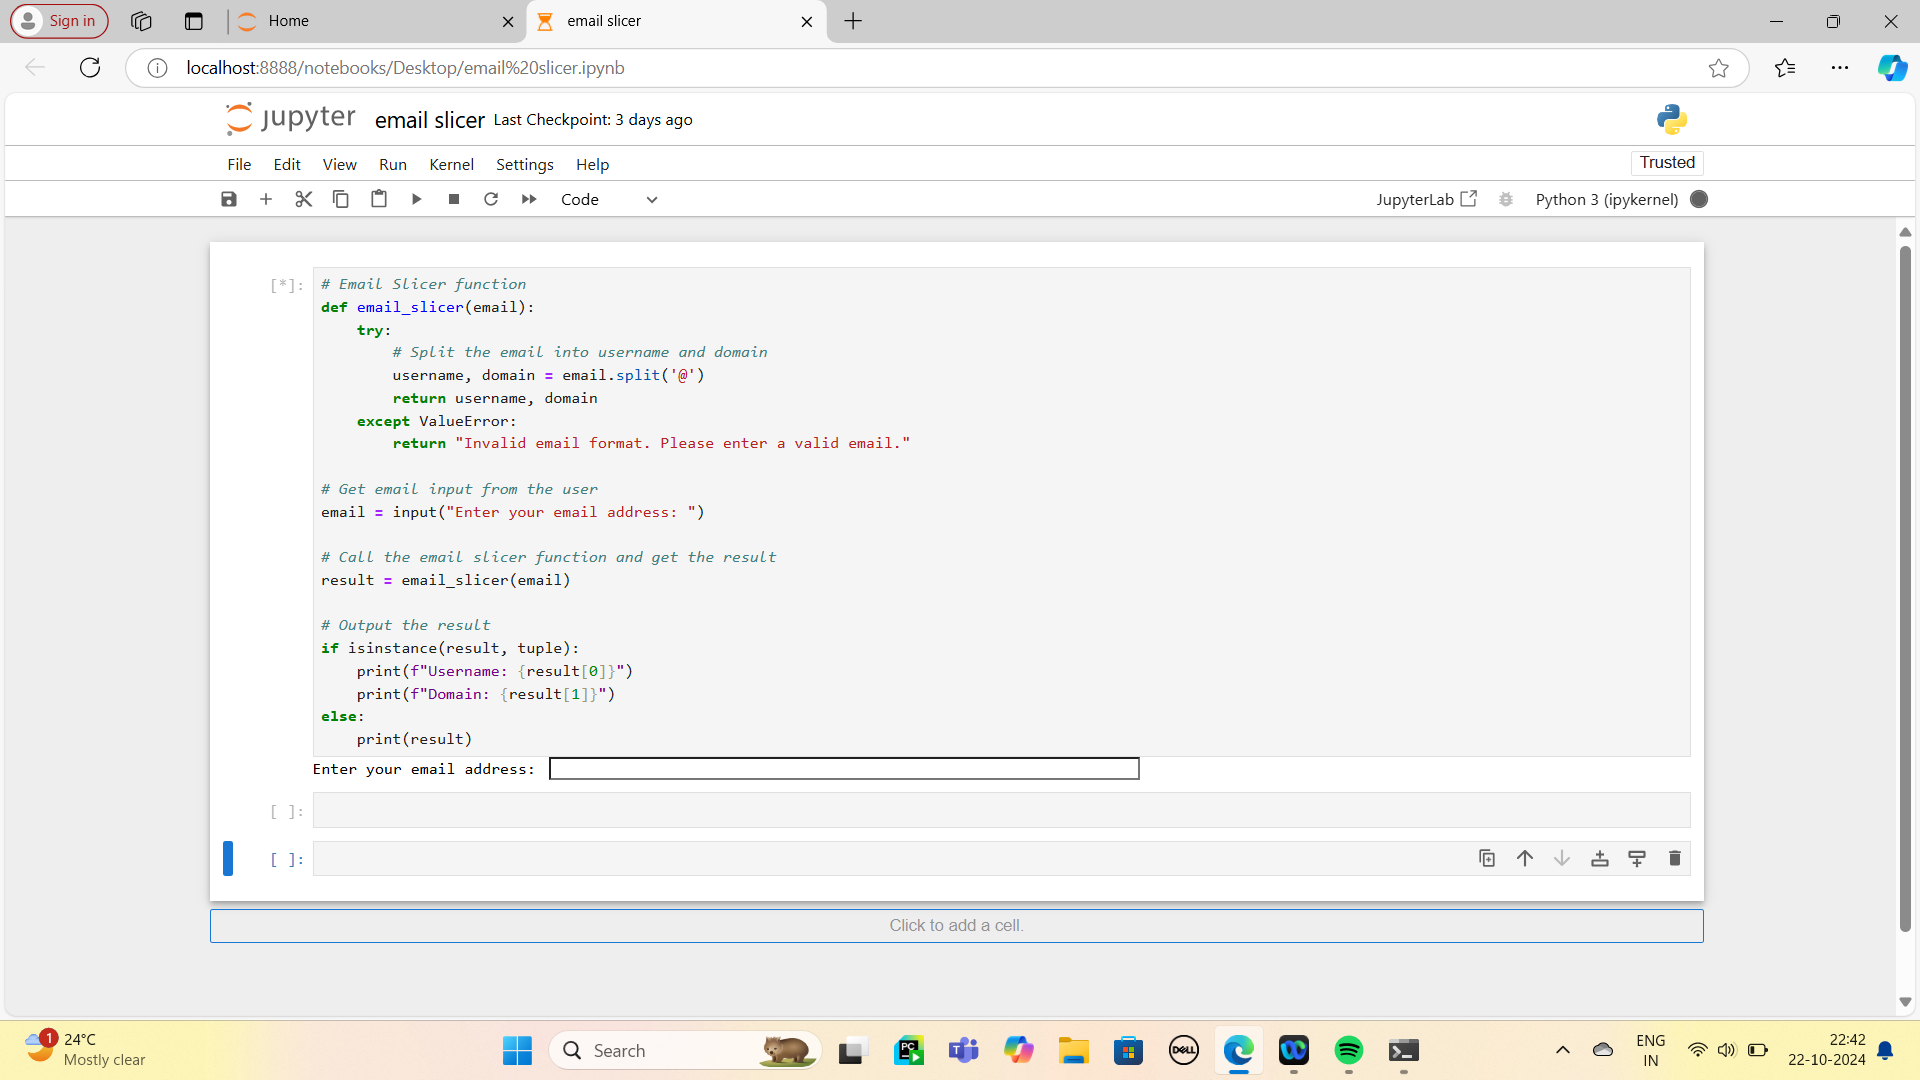 Sign in
Home
email slicer
localhost:8888/notebooks/Desktop/email%20slicer.ipynb
jupyter email slicer Last Checkpoint: 3 days ago
File Edit View Run Kernel Settings Help
Trusted
Code
JupyterLab
Python 3 (ipykernel)
[*]:
# Email Slicer function
def email_slicer(email):
    try:
        # Split the email into username and domain
        username, domain = email.split('@')
        return username, domain
    except ValueError:
        return "Invalid email format. Please enter a valid email."

# Get email input from the user
email = input("Enter your email address: ")

# Call the email slicer function and get the result
result = email_slicer(email)

# Output the result
if isinstance(result, tuple):
    print(f"Username: {result[0]}")
    print(f"Domain: {result[1]}")
else:
    print(result)
Enter your email address:
[ ]:
[ ]:
Click to add a cell.
1
24°C
Mostly clear
Search
PC
T
DELL
ENG
IN
22:42
22-10-2024